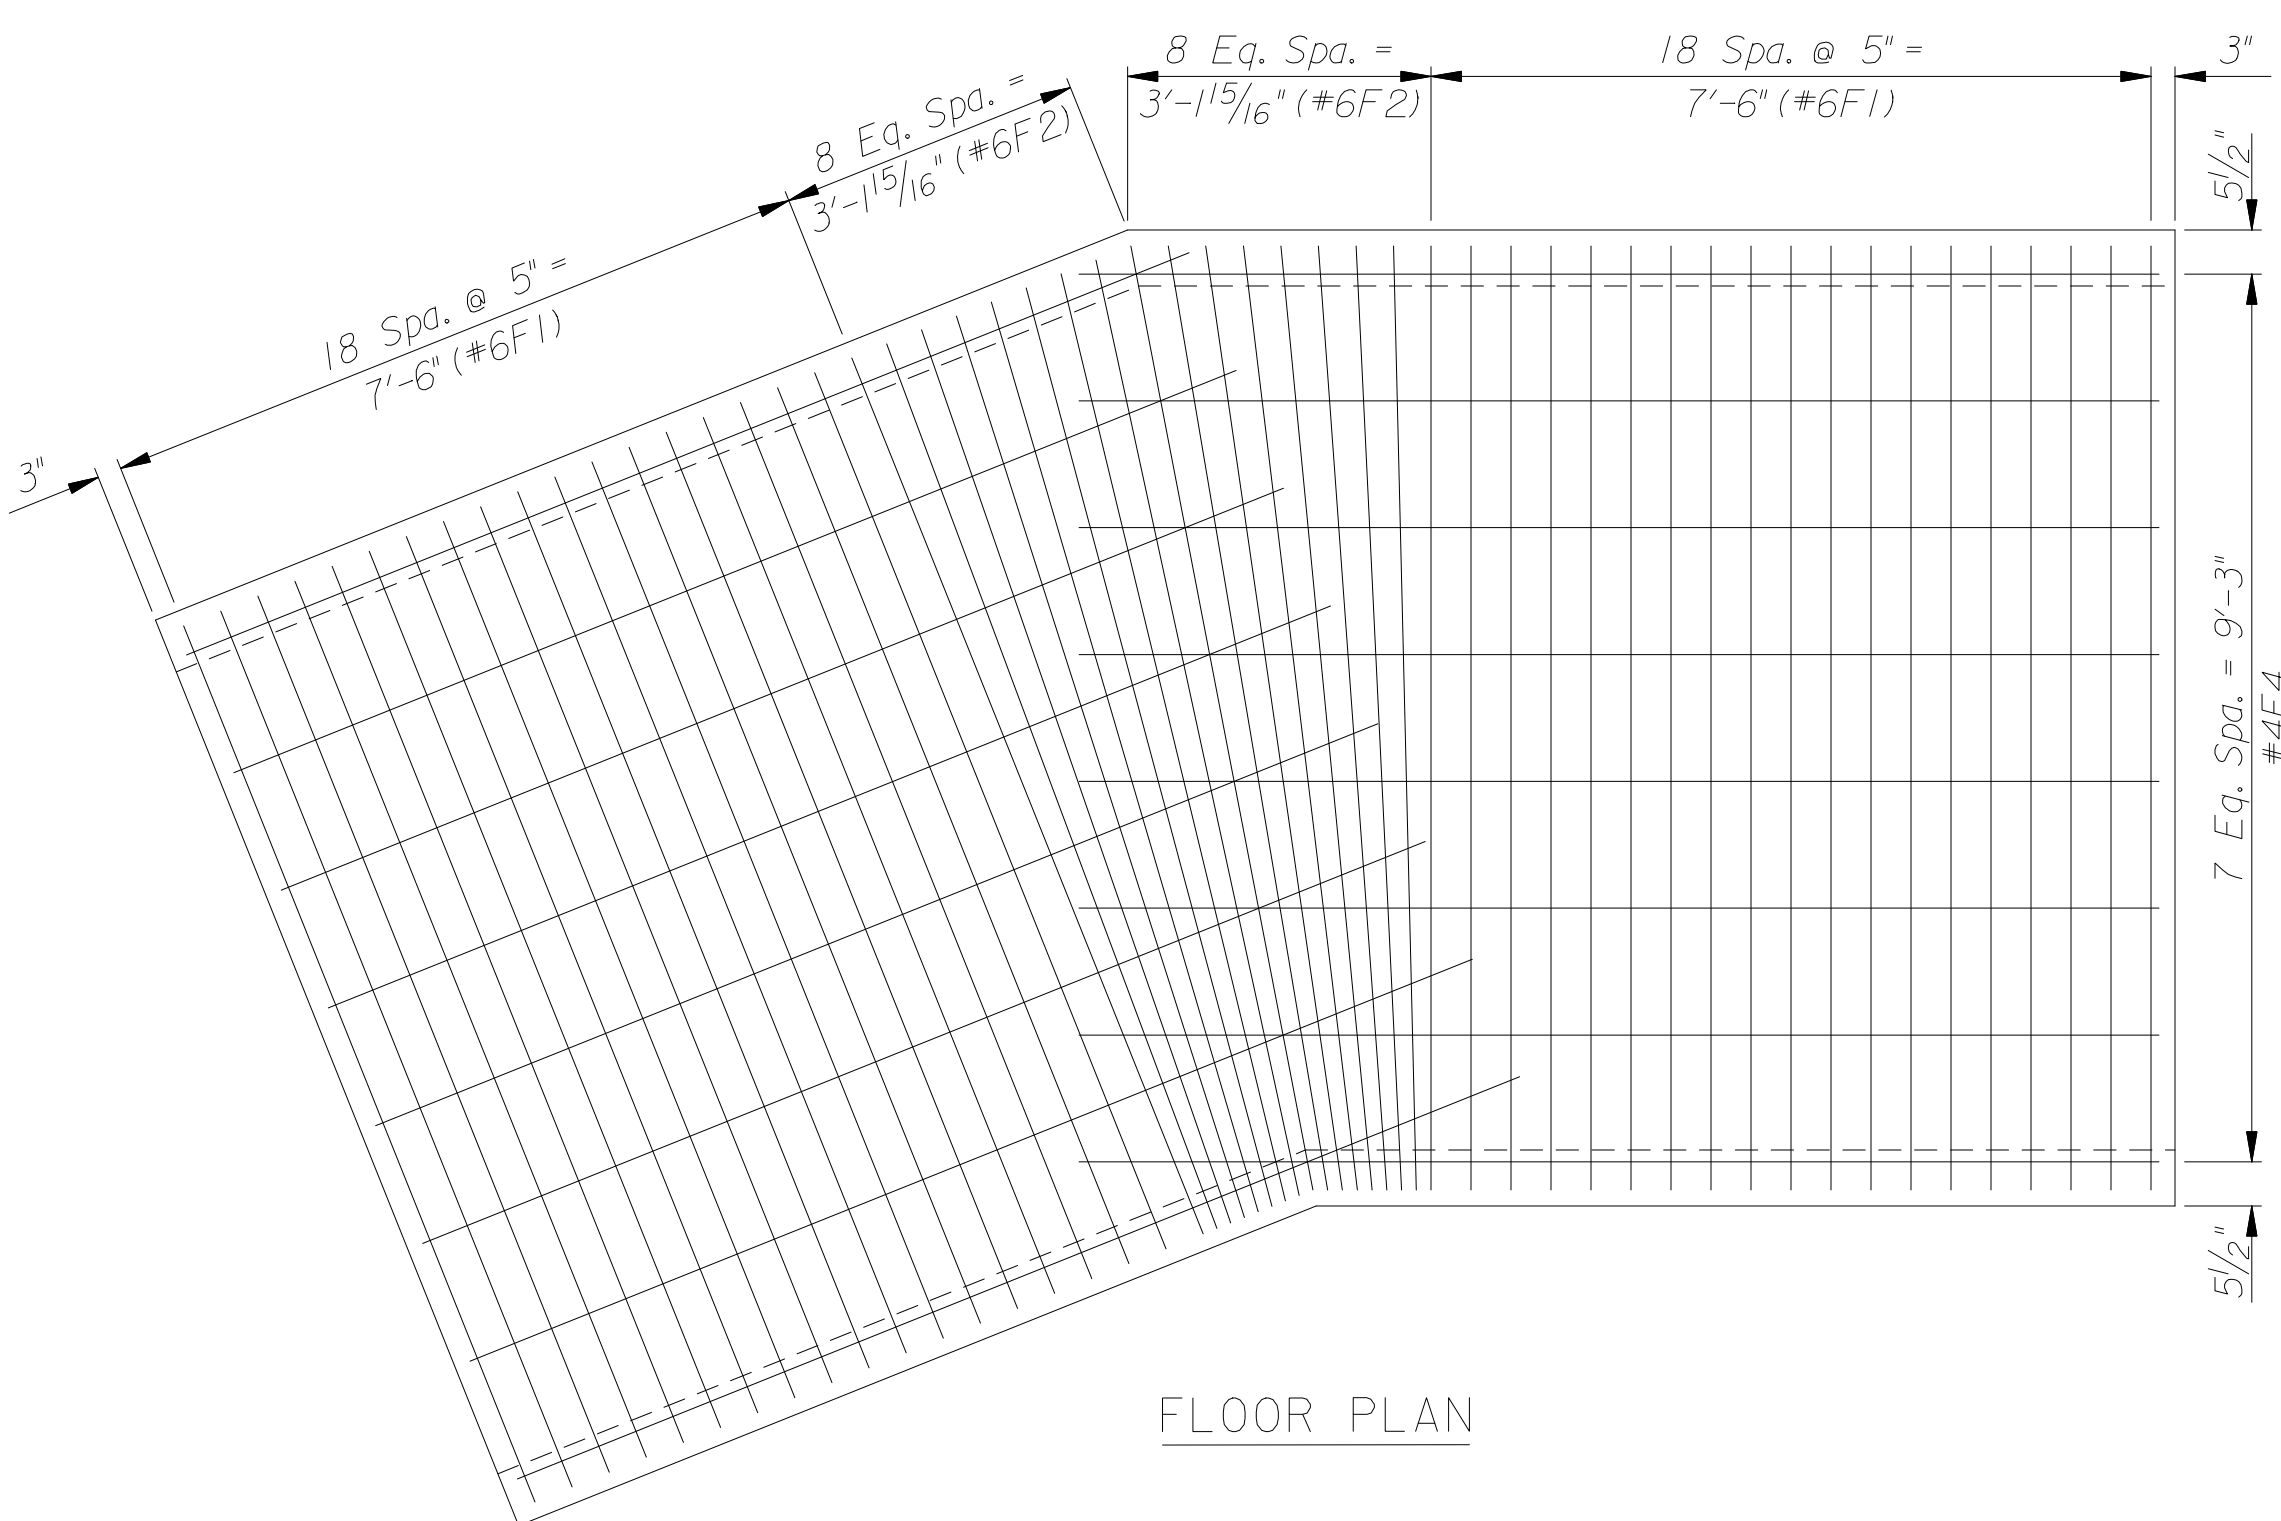 8 Eq. Spa. =
3'-1 15/16" (#6F2)
18 Spa. @ 5" =
7'-6" (#6F1)
3"
8 Eq. Spa. =
3'-1 15/16" (#6F2)
18 Spa. @ 5" =
7'-6" (#6F1)
3"
5 1/2"
7 Eq. Spa. = 9'-3"
#4F4
5 1/2"
FLOOR PLAN